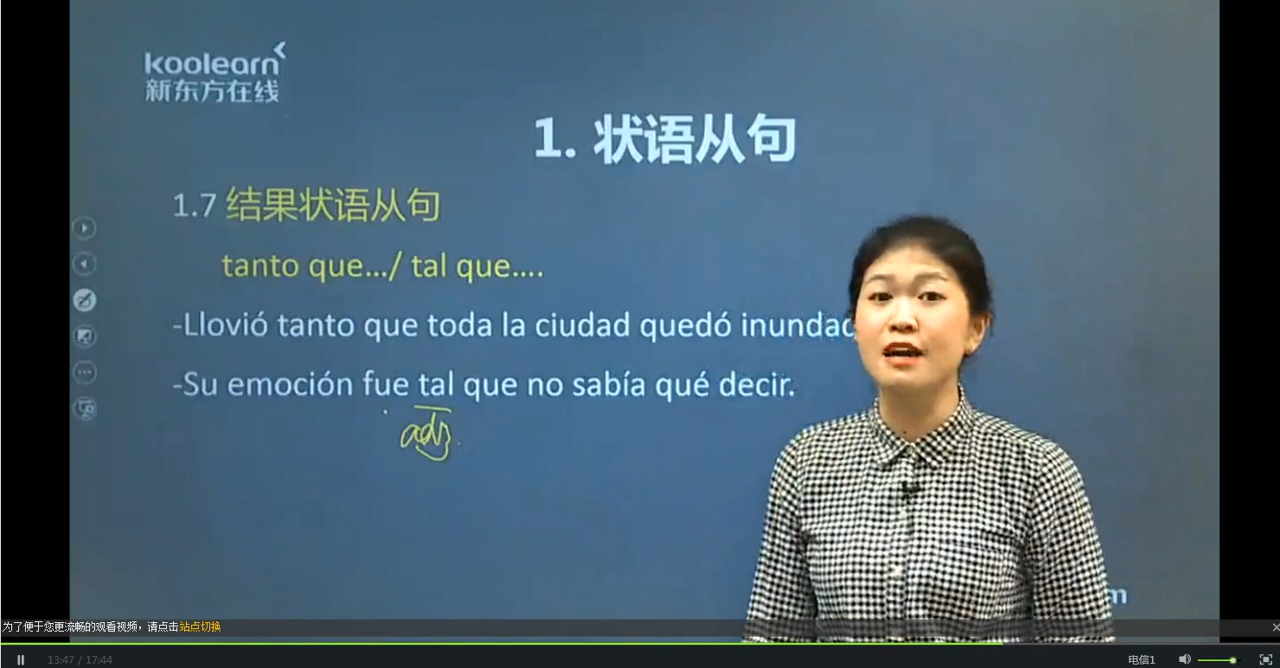 koolearn
新东方在线
1. 状语从句
1.7 结果状语从句
tanto que.../ tal que....
-Llovió tanto que toda la ciudad quedó inundad
-Su emoción fue tal que no sabía qué decir.
adj.
m
为了便于您更流畅的观看视频，请点击站点切换
13:47 / 17:44
电信1